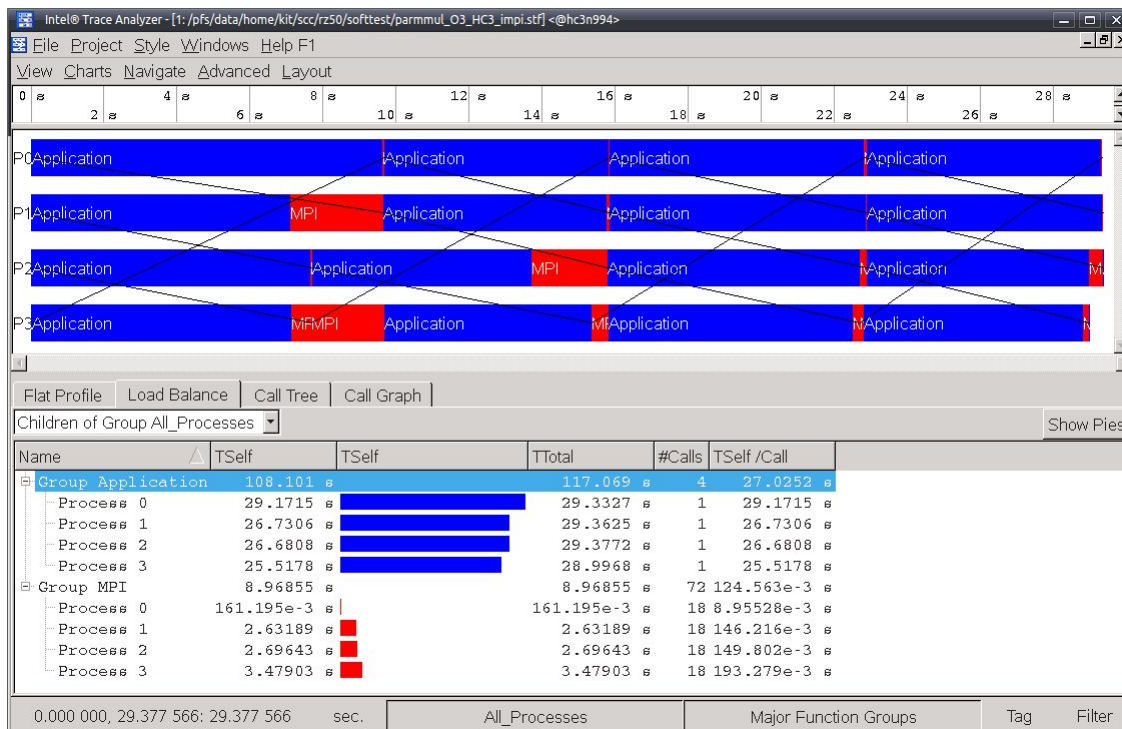 Intel® Trace Analyzer - [1: /pfs/data/home/kit/scc/rz50/softtest/parmmul_O3_HC3_impi.stf] <@hc3n994>
File Project Style Windows Help F1
View Charts Navigate Advanced Layout
0 s 4 s 8 s 12 s 16 s 20 s 24 s 28 s
2 s 6 s 10 s 14 s 18 s 22 s 26 s
P0 Application Application Application Application
P1 Application MPI Application Application Application
P2 Application Application MPI Application Application
P3 Application MPI Application Application Application
Flat Profile Load Balance Call Tree Call Graph
Children of Group All_Processes Show Pies
Name TSelf TSelf TTotal #Calls TSelf /Call
Group Application 108.101 s 117.069 s 4 27.0252 s
Process 0 29.1715 s 29.3327 s 1 29.1715 s
Process 1 26.7306 s 29.3625 s 1 26.7306 s
Process 2 26.6808 s 29.3772 s 1 26.6808 s
Process 3 25.5178 s 28.9968 s 1 25.5178 s
Group MPI 8.96855 s 8.96855 s 72 124.563e-3 s
Process 0 161.195e-3 s 161.195e-3 s 18 8.95528e-3 s
Process 1 2.63189 s 2.63189 s 18 146.216e-3 s
Process 2 2.69643 s 2.69643 s 18 149.802e-3 s
Process 3 3.47903 s 3.47903 s 18 193.279e-3 s
0.000 000, 29.377 566: 29.377 566 sec. All_Processes Major Function Groups Tag Filter